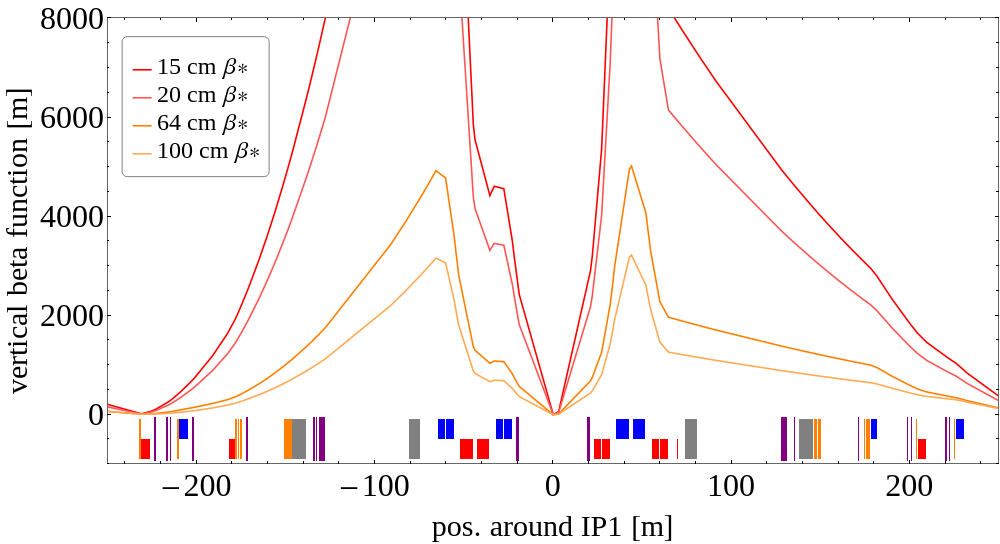 8000
6000
4000
2000
0
vertical beta function [m]
15 cm β*
20 cm β*
64 cm β*
100 cm β*
−200 −100 0 100 200
pos. around IP1 [m]